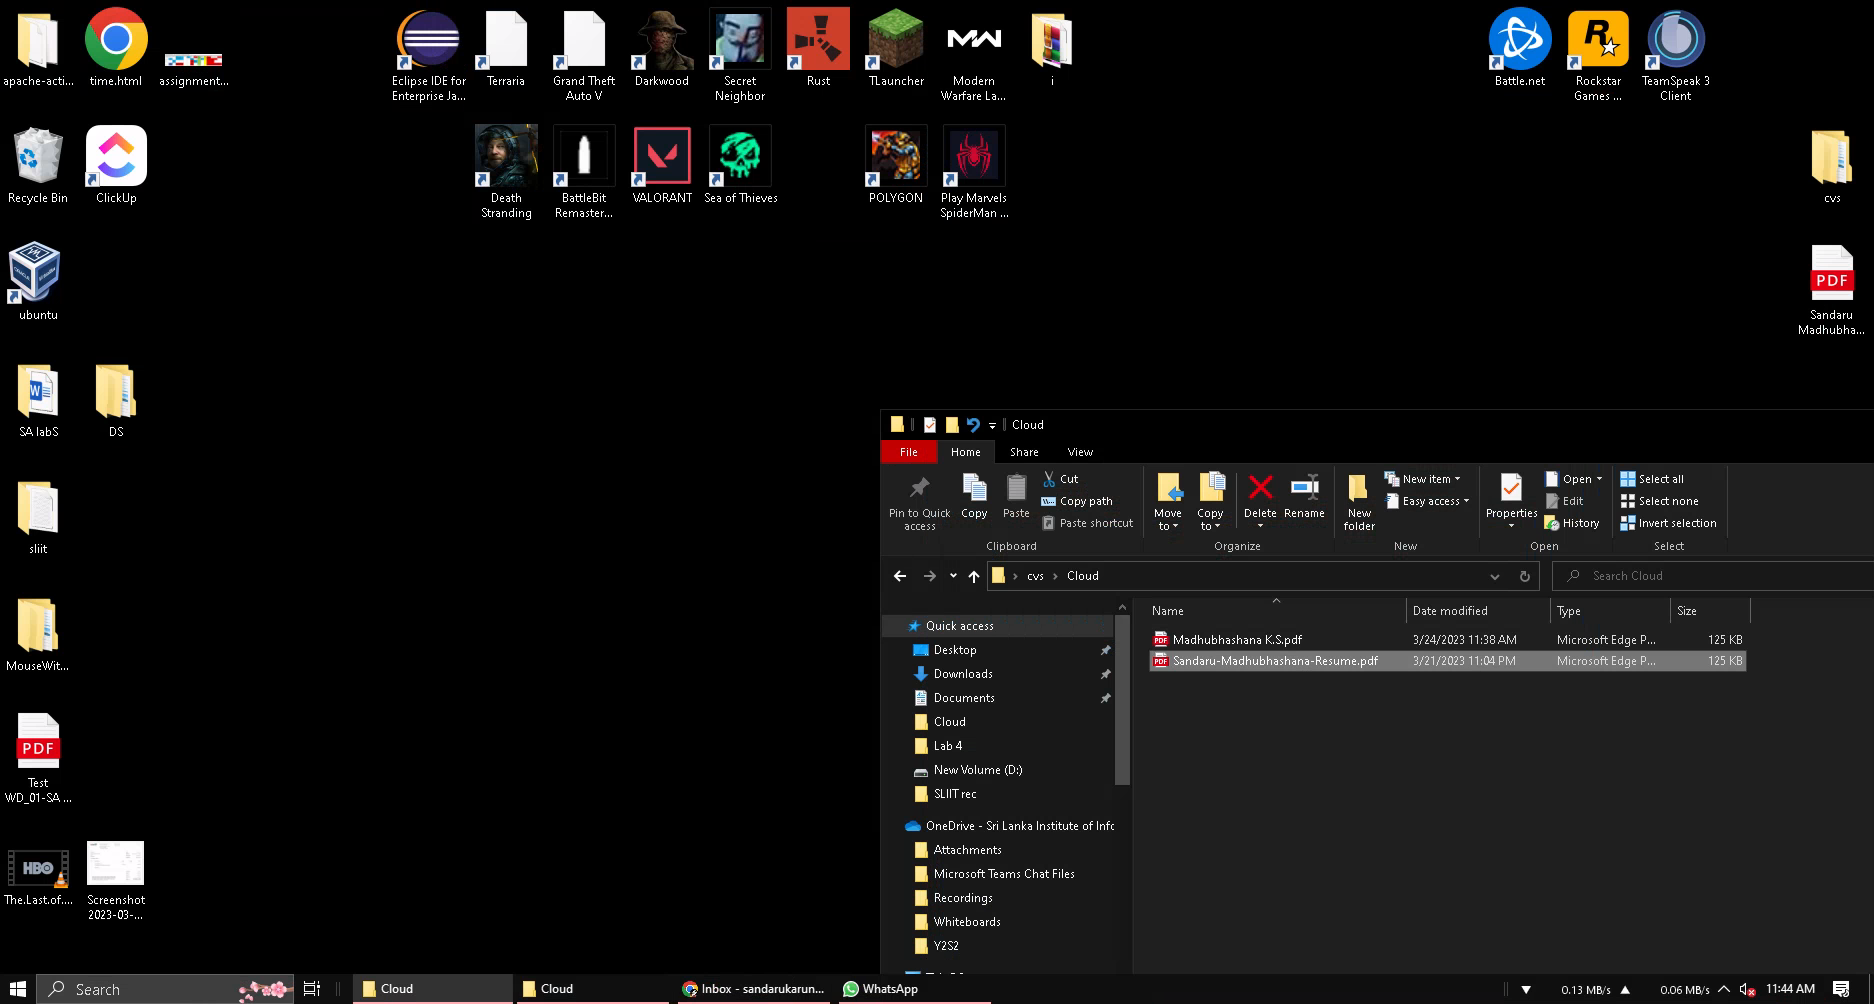 apache-acti...
time.html
assignment...
Eclipse IDE for
Enterprise Ja...
Terraria
Grand Theft
Auto V
Darkwood
Secret
Neighbor
Rust
TLauncher
Modern
Warfare La...
i
Battle.net
Rockstar
Games ...
TeamSpeak 3
Client
Recycle Bin
ClickUp
Death
Stranding
BattleBit
Remaster...
VALORANT
Sea of Thieves
POLYGON
Play Marvels
SpiderMan ...
cvs
ubuntu
PDF
Sandaru
Madhubha...
SA labS
DS
sliit
MouseWit...
PDF
Test
WD_01-SA ...
HBO
The.Last.of....
Screenshot
2023-03-...
Cloud
File Home Share View
Pin to Quick
access
Copy
Paste
Cut
Copy path
Paste shortcut
Clipboard
Move
to
Copy
to
Delete
Rename
Organize
New
folder
New item
Easy access
New
Properties
Open
Edit
History
Open
Select all
Select none
Invert selection
Select
cvs > Cloud
Search Cloud
Name Date modified Type Size
Madhubhashana K.S.pdf 3/24/2023 11:38 AM Microsoft Edge P... 125 KB
Sandaru-Madhubhashana-Resume.pdf 3/21/2023 11:04 PM Microsoft Edge P... 125 KB
Quick access
Desktop
Downloads
Documents
Cloud
Lab 4
New Volume (D:)
SLIIT rec
OneDrive - Sri Lanka Institute of Info
Attachments
Microsoft Teams Chat Files
Recordings
Whiteboards
Y2S2
Search
Cloud
Cloud
Inbox - sandarukarun...
WhatsApp
0.13 MB/s
0.06 MB/s
11:44 AM